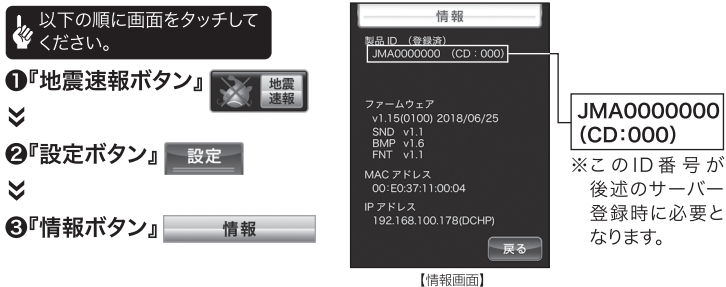 以下の順に画面をタッチして
ください。
❶『地震速報ボタン』
地震
速報
❷『設定ボタン』
設定
❸『情報ボタン』
情報
情報
製品 ID （登録済）
JMA0000000 （CD：000）
ファームウェア
v1.15(0100) 2018/06/25
SND v1.1
BMP v1.6
FNT v1.1
MAC アドレス
00:E0:37:11:00:04
IP アドレス
192.168.100.178(DCHP)
戻る
【情報画面】
JMA0000000
（CD：000）
※このID番号が
後述のサーバー
登録時に必要と
なります。